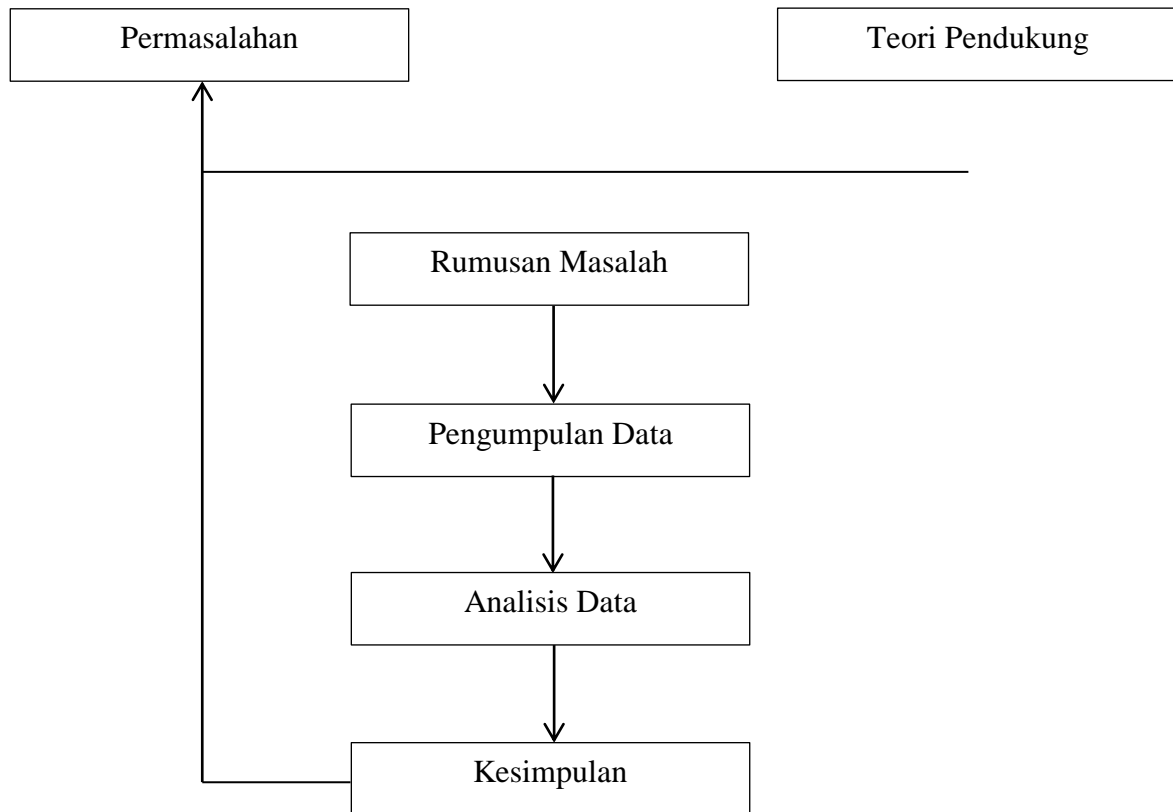 Permasalahan
Teori Pendukung
Rumusan Masalah
Pengumpulan Data
Analisis Data
Kesimpulan